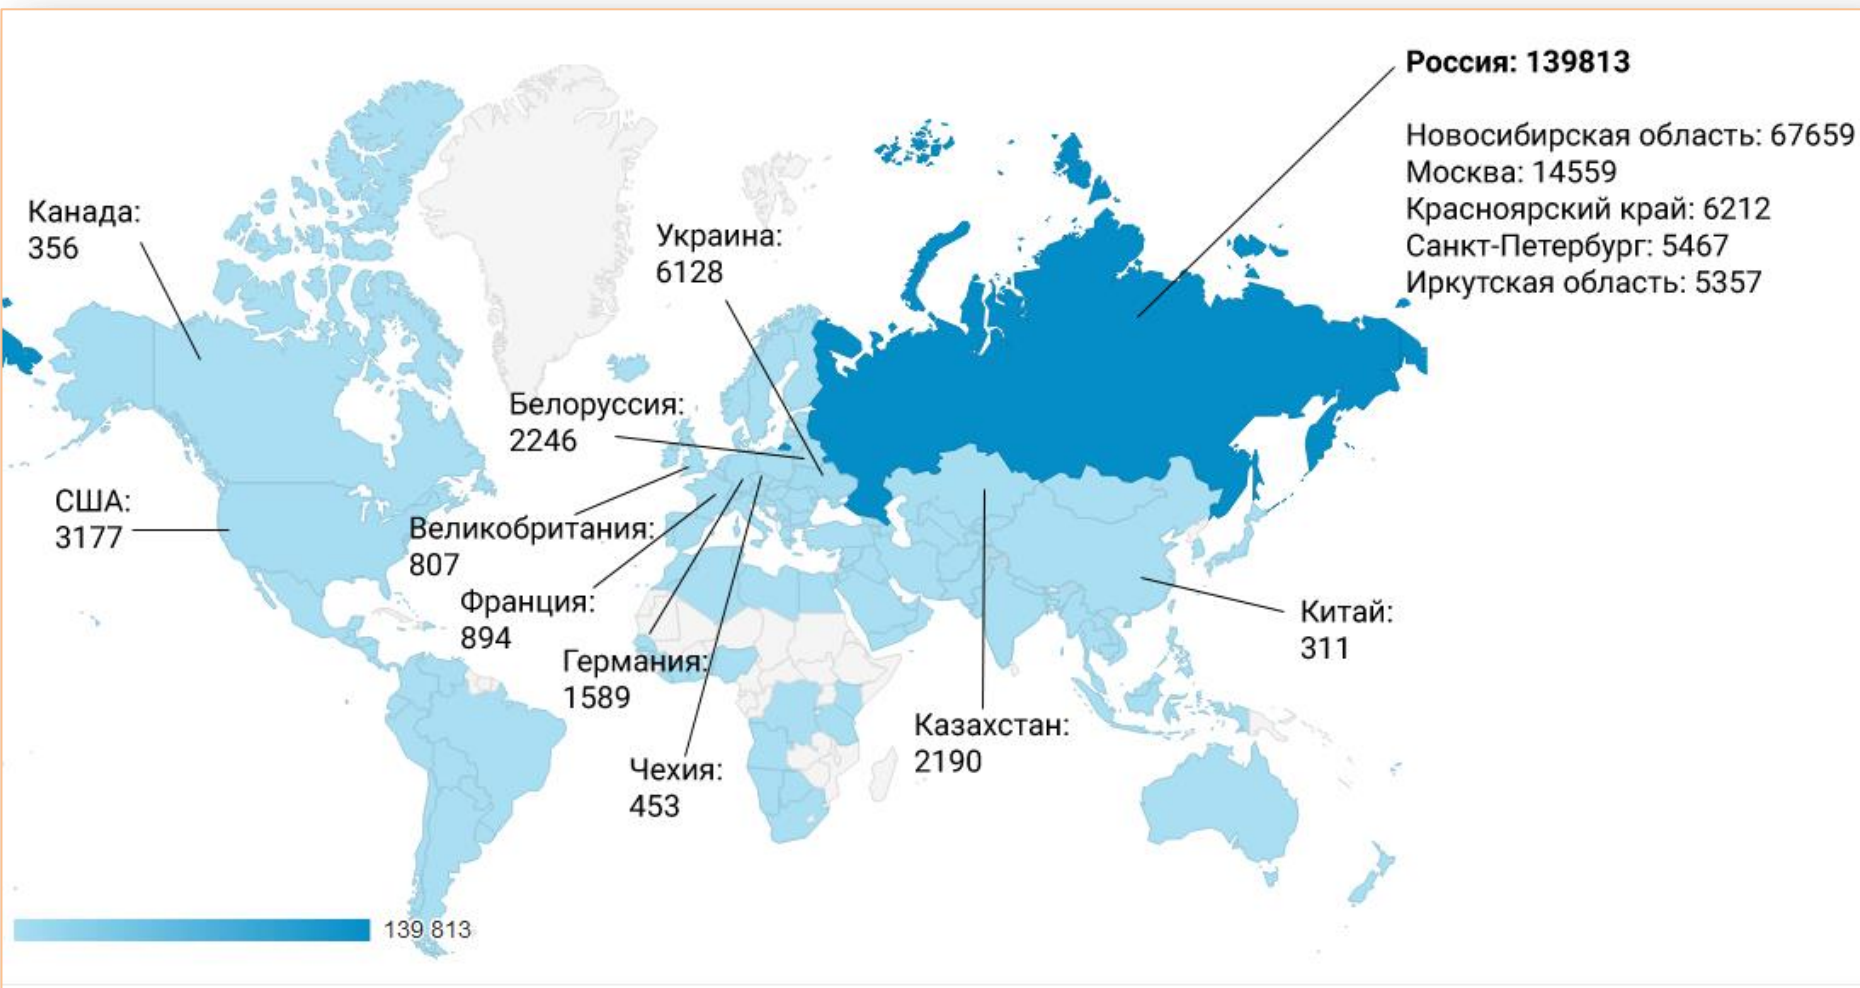 Россия: 139813
Новосибирская область: 67659
Москва: 14559
Красноярский край: 6212
Санкт-Петербург: 5467
Иркутская область: 5357
Канада:
356
Украина:
6128
Белоруссия:
2246
США:
3177
Великобритания:
807
Франция:
894
Германия:
1589
Чехия:
453
Казахстан:
2190
Китай:
311
139 813